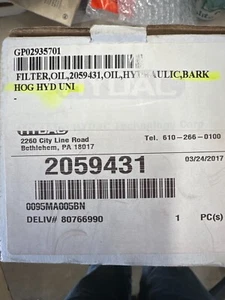 GP02935701
FILTER,OIL,2059431,OIL,HYDRAULIC,BARK
HOG HYD UNI
-
HYDAC
2260 City Line Road
Bethlehem, PA 18017
Tel. 610-266-0100
2059431
03/24/2017
0095MA005BN
DELIV# 80766990
1 PC(s)